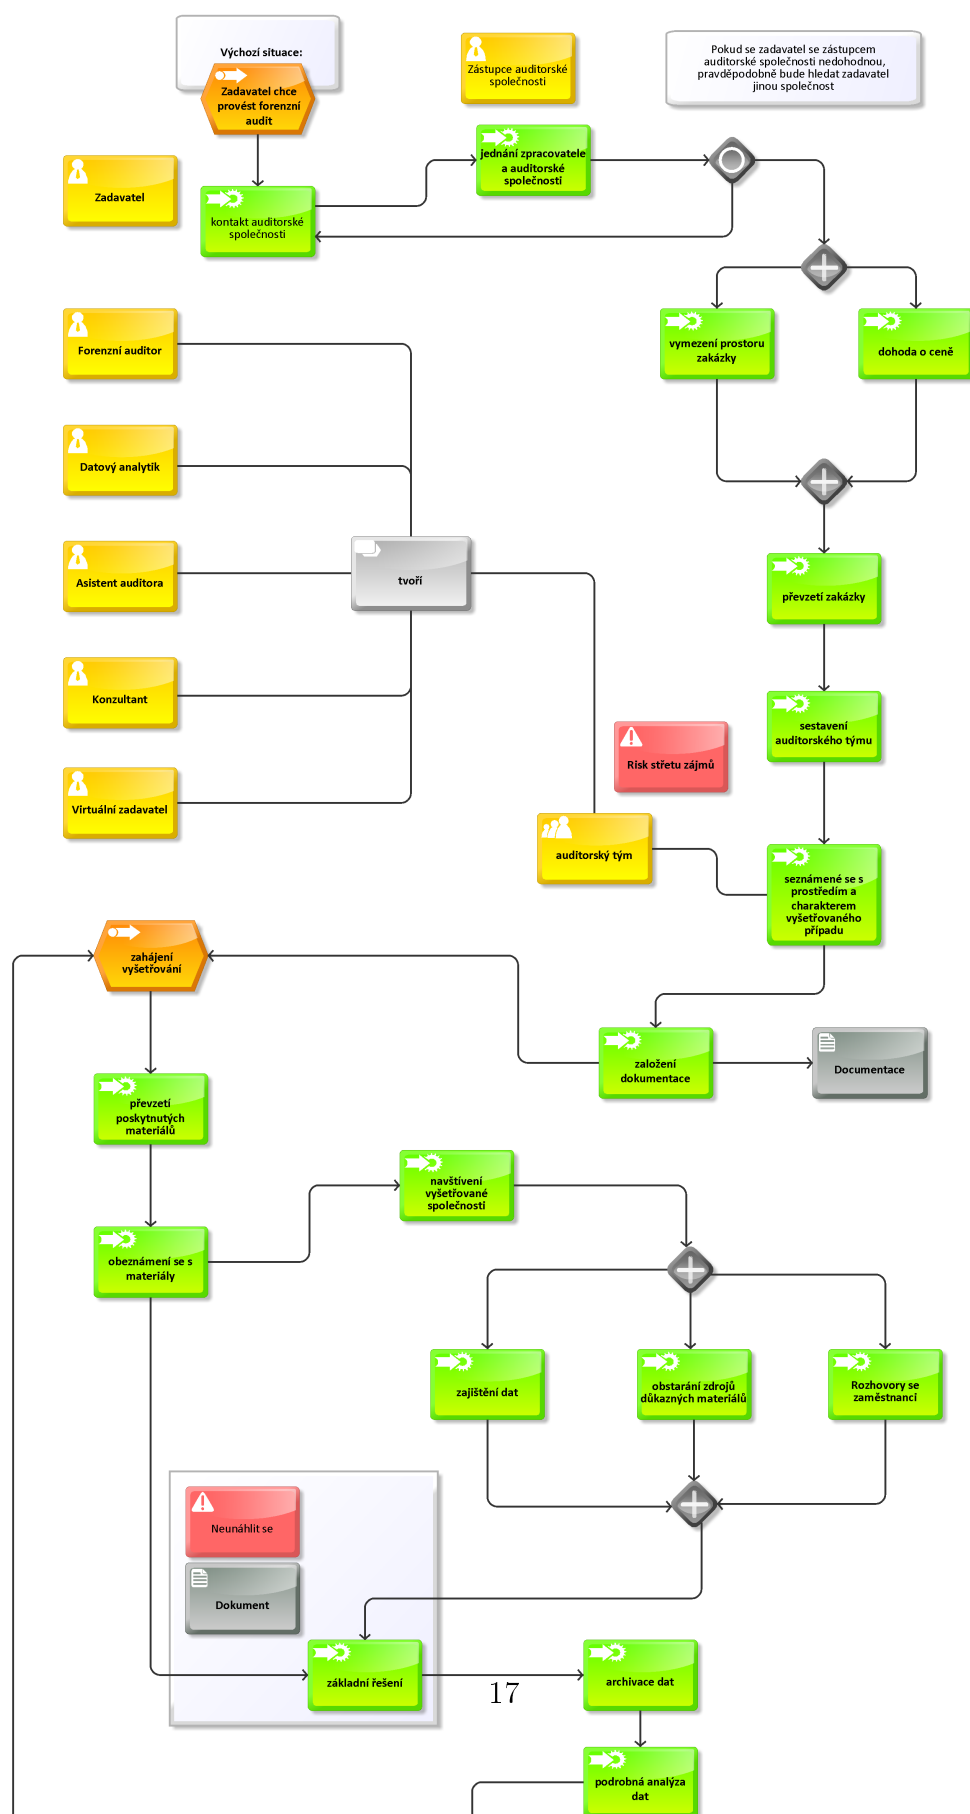 Výchozí situace:
Zadavatel chce
provést forenzní
audit
Zástupce auditorské
společnosti
Pokud se zadavatel se zástupcem
auditorské společnosti nedohodnou,
pravděpodobně bude hledat zadavatel
jinou společnost
jednání zpracovatele
a auditorské
společností
Zadavatel
kontakt auditorské
společnosti
Forenzní auditor
vymezení prostoru
zakázky
dohoda o ceně
Datový analytik
Asistent auditora
tvoří
převzetí zakázky
Konzultant
sestavení
auditorského týmu
Risk střetu zájmů
Virtuální zadavatel
auditorský tým
seznámené se s
prostředím a
charakterem
vyšetřovaného
případu
zahájení
vyšetřování
založení
dokumentace
Documentace
převzetí
poskytnutých
materiálů
navštívení
vyšetřované
společnosti
obeznámení se s
materiály
zajištění dat
obstarání zdrojů
důkazných materiálů
Rozhovory se
zaměstnanci
Neunáhlit se
Dokument
základní řešení
17
archivace dat
podrobná analýza
dat